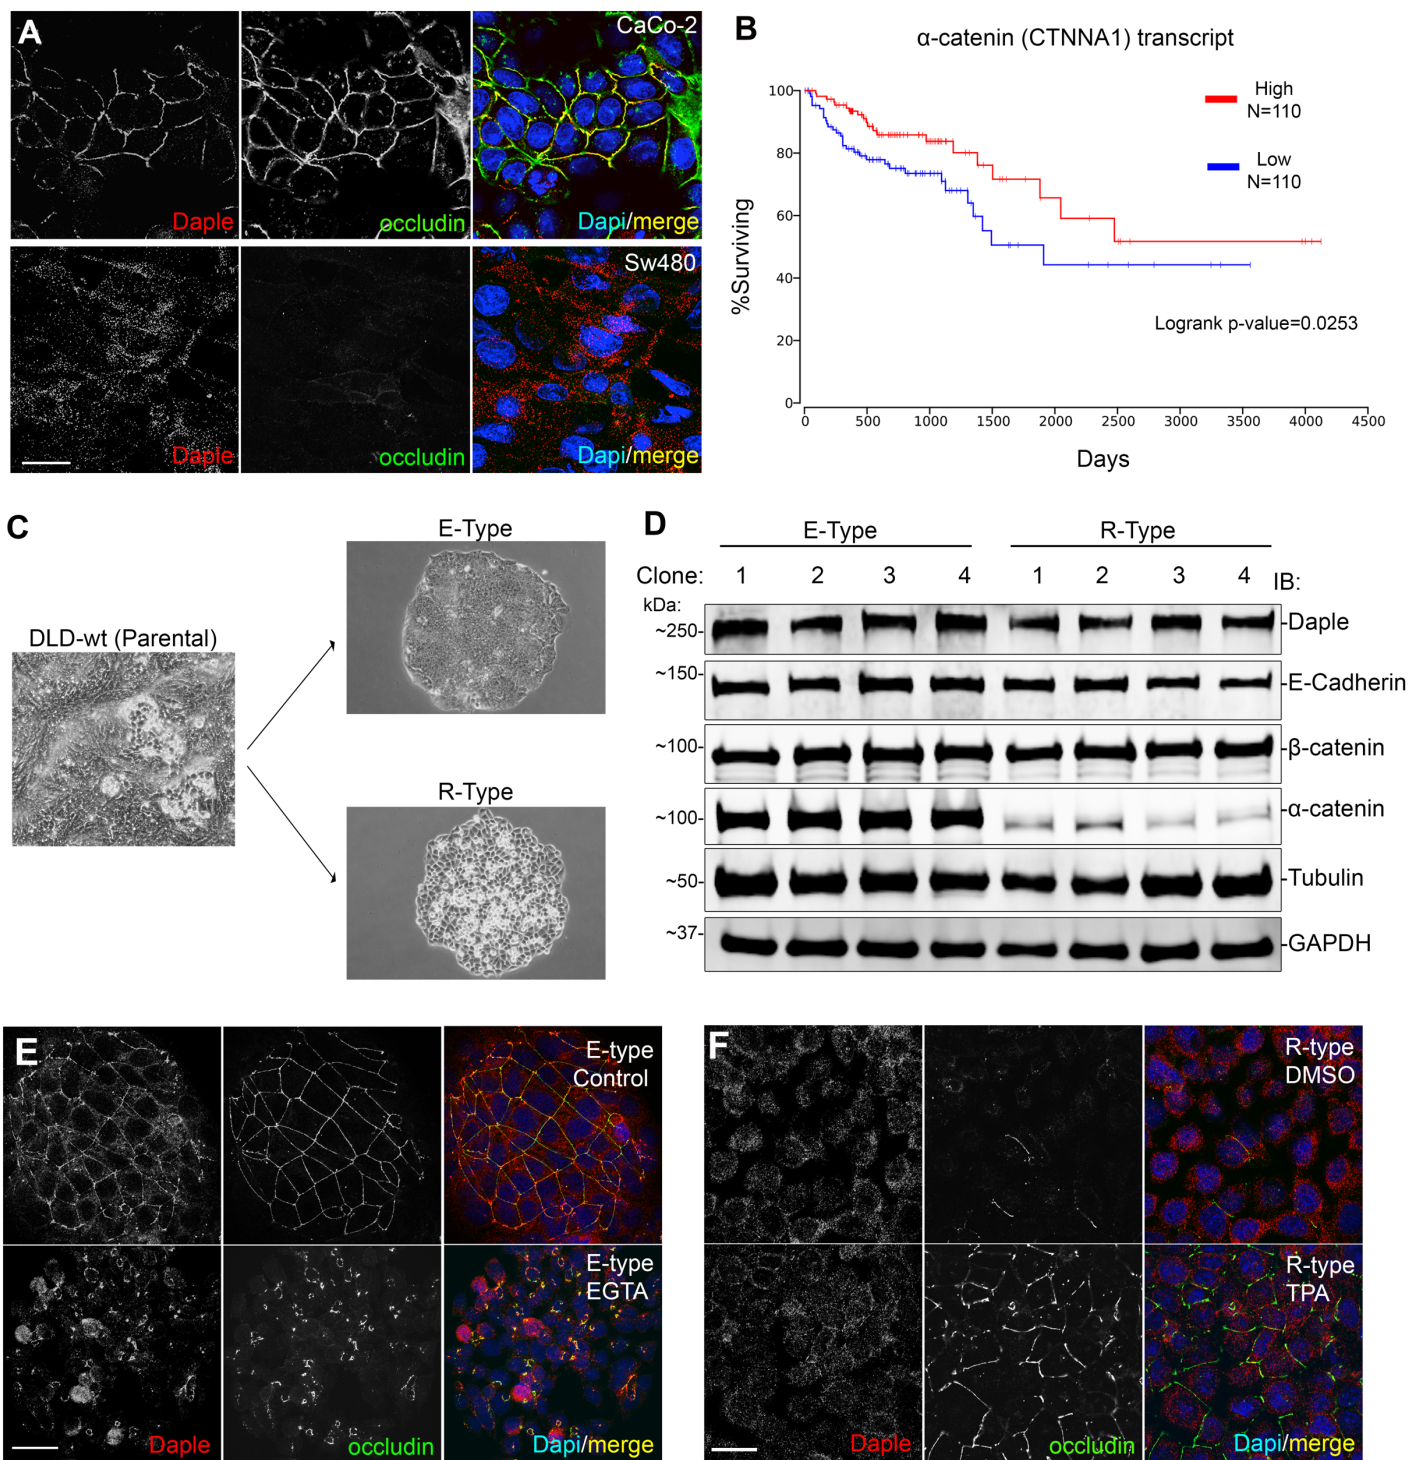 A
CaCo-2
Daple
occludin
Dapi/merge
Sw480
Daple
occludin
Dapi/merge
B
α-catenin (CTNNA1) transcript
High
N=110
Low
N=110
100
80
60
40
20
0
%Surviving
Logrank p-value=0.0253
0 500 1000 1500 2000 2500 3000 3500 4000 4500
Days
C
DLD-wt (Parental)
E-Type
R-Type
D
E-Type R-Type
Clone: 1 2 3 4 1 2 3 4 IB:
kDa:
~250- -Daple
~150- -E-Cadherin
~100- -β-catenin
~100- -α-catenin
~50- -Tubulin
~37- -GAPDH
E
E-type
Control
E-type
EGTA
Daple
occludin
Dapi/merge
F
R-type
DMSO
R-type
TPA
Daple
occludin
Dapi/merge